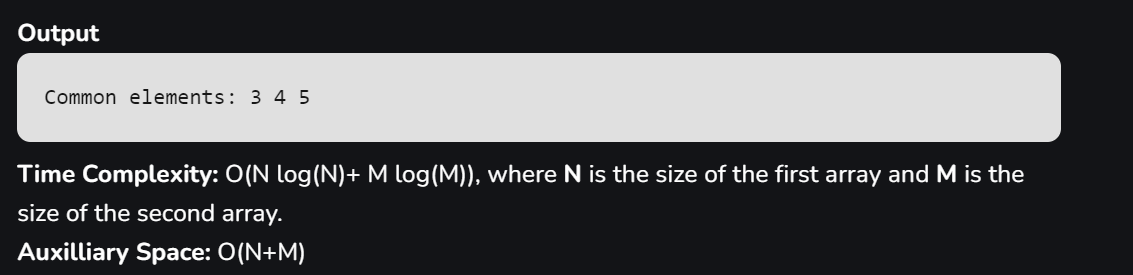 Output
Common elements: 3 4 5
Time Complexity: O(N log(N)+ M log(M)), where N is the size of the first array and M is the
size of the second array.
Auxilliary Space: O(N+M)